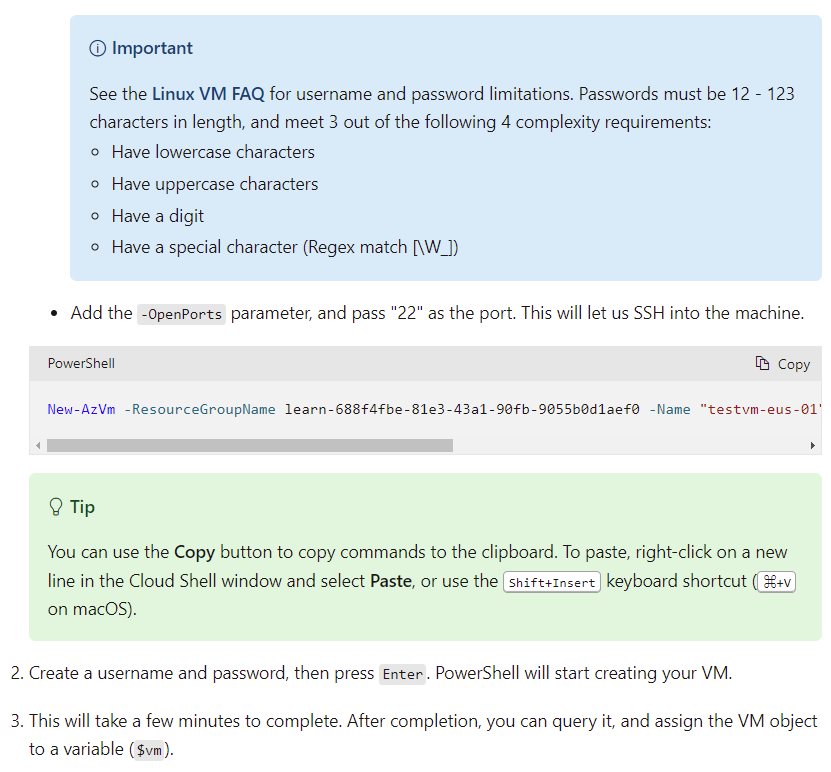 Important
See the Linux VM FAQ for username and password limitations. Passwords must be 12 - 123
characters in length, and meet 3 out of the following 4 complexity requirements:
Have lowercase characters
Have uppercase characters
Have a digit
Have a special character (Regex match [\W_])
• Add the -OpenPorts parameter, and pass "22" as the port. This will let us SSH into the machine.
PowerShell Copy
New-AzVm -ResourceGroupName learn-688f4fbe-81e3-43a1-90fb-9055b0d1aef0 -Name "testvm-eus-01"
Tip
You can use the Copy button to copy commands to the clipboard. To paste, right-click on a new
line in the Cloud Shell window and select Paste, or use the Shift+Insert keyboard shortcut (⌘+V
on macOS).
2. Create a username and password, then press Enter. PowerShell will start creating your VM.
3. This will take a few minutes to complete. After completion, you can query it, and assign the VM object
to a variable ($vm).